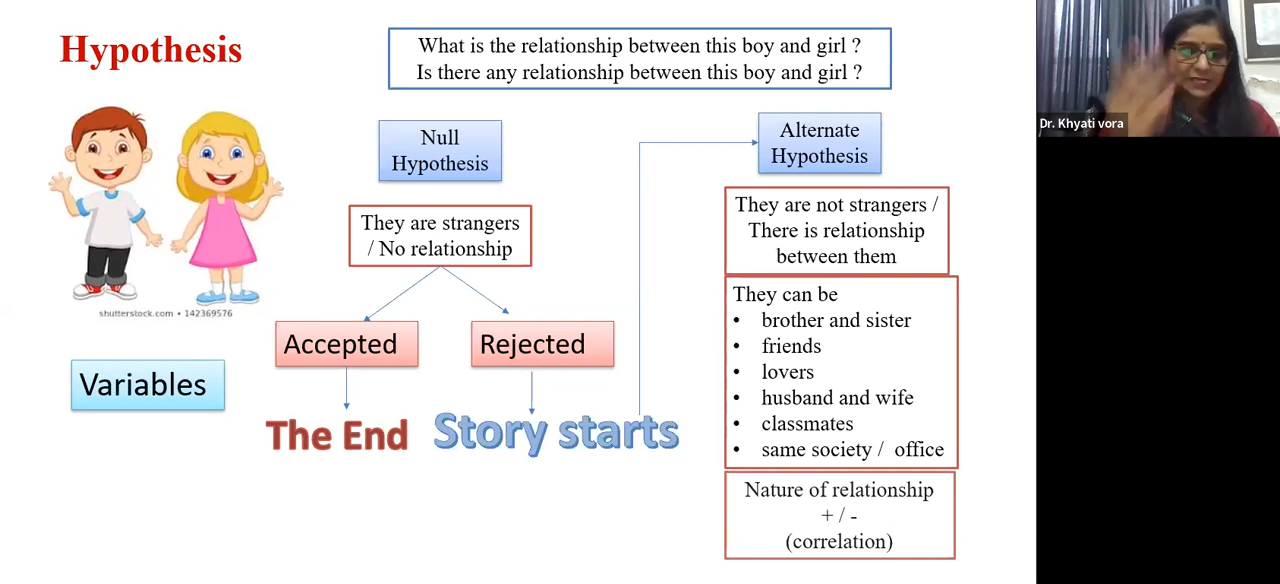 Hypothesis
What is the relationship between this boy and girl ?
Is there any relationship between this boy and girl ?
Null
Hypothesis
They are strangers
/ No relationship
Accepted
Rejected
The End
Story starts
shutterstock.com • 142369576
Variables
Alternate
Hypothesis
They are not strangers /
There is relationship
between them
They can be
• brother and sister
• friends
• lovers
• husband and wife
• classmates
• same society / office
Nature of relationship
+ / -
(correlation)
Dr. Khyati vora